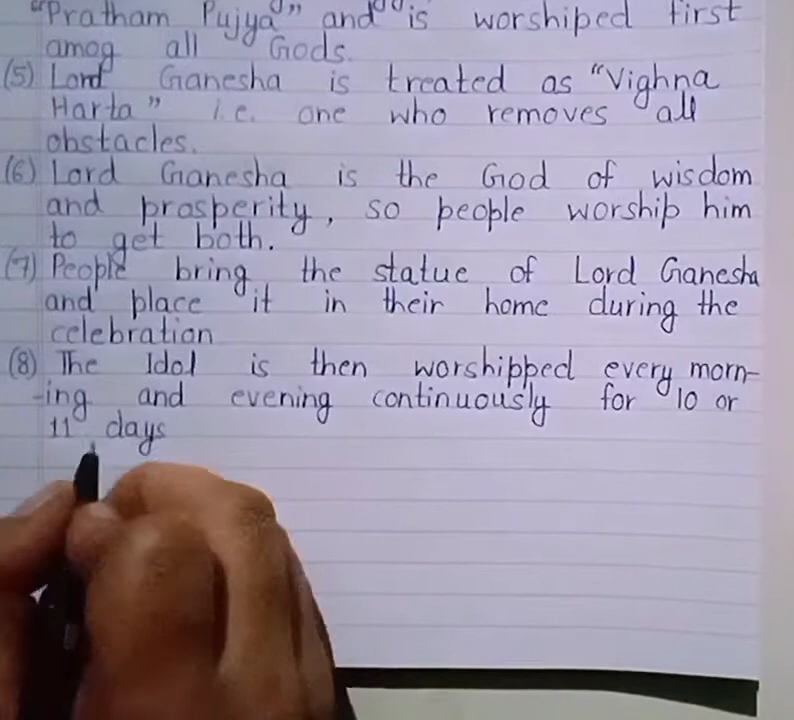 "Pratham Pujya" and is worshiped first
amog all Gods.
(5) Lord Ganesha is treated as "Vighna
Harta" i.e. one who removes all
obstacles.
(6) Lord Ganesha is the God of wisdom
and prosperity, so people worship him
to get both.
(7) People bring the statue of Lord Ganesha
and place it in their home during the
celebration
(8) The Idol is then worshipped every morn-
-ing and evening continuously for 10 or
11 days